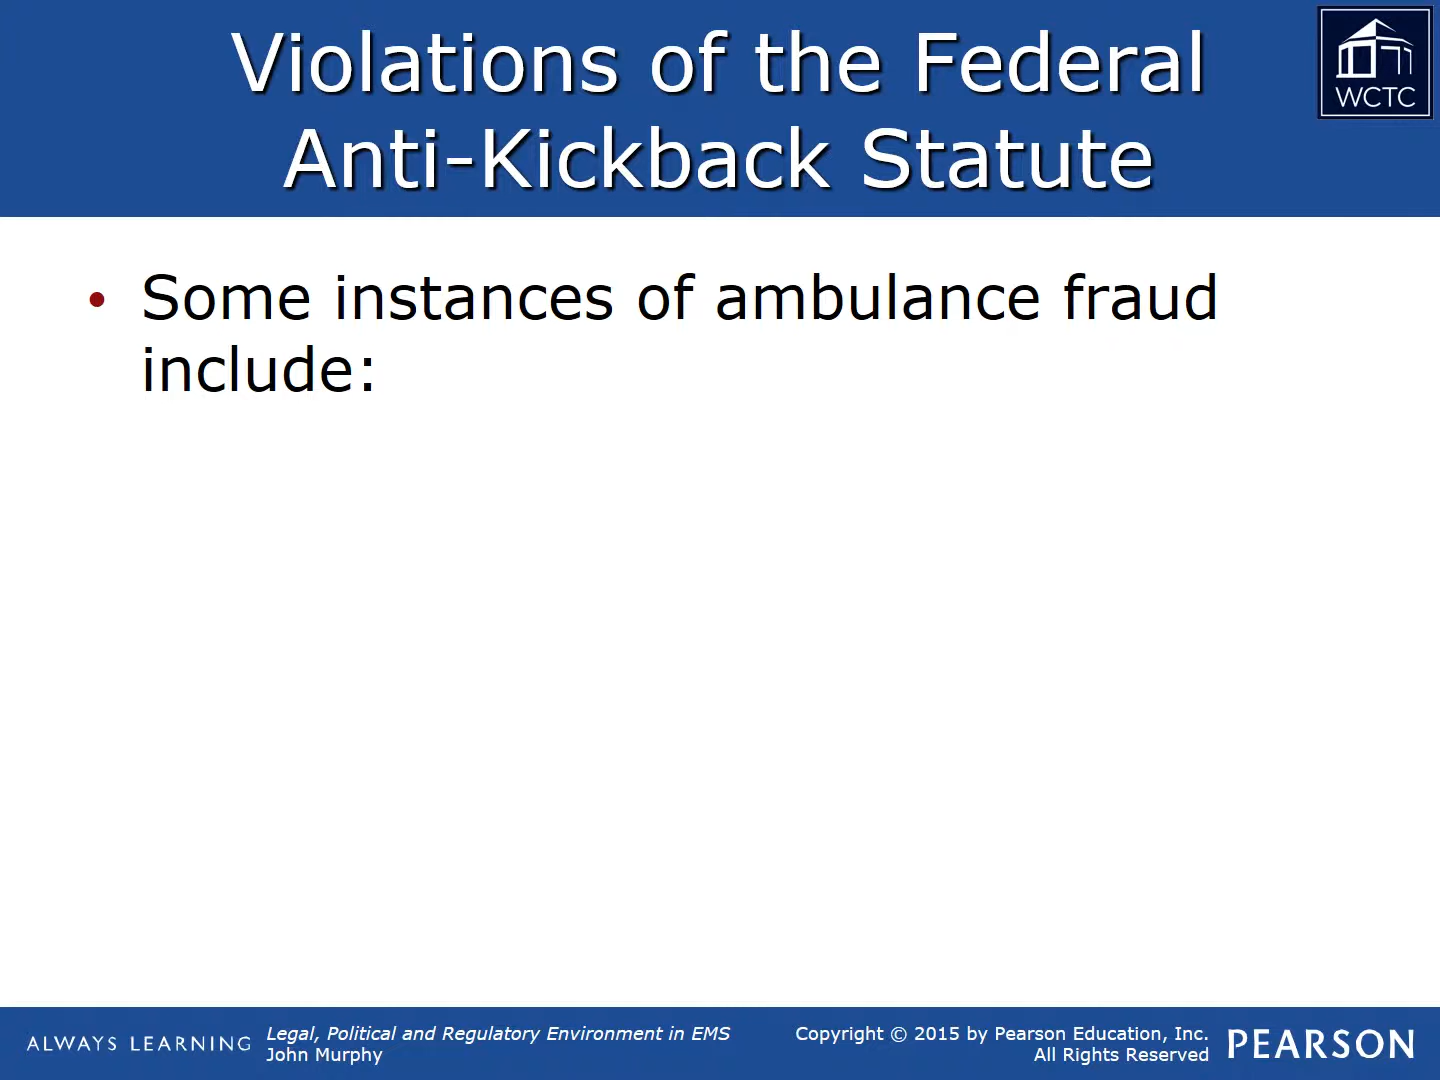 Violations of the Federal
Anti-Kickback Statute
WCTC
• Some instances of ambulance fraud
include:
ALWAYS LEARNING
Legal, Political and Regulatory Environment in EMS
John Murphy
Copyright © 2015 by Pearson Education, Inc.
All Rights Reserved
PEARSON